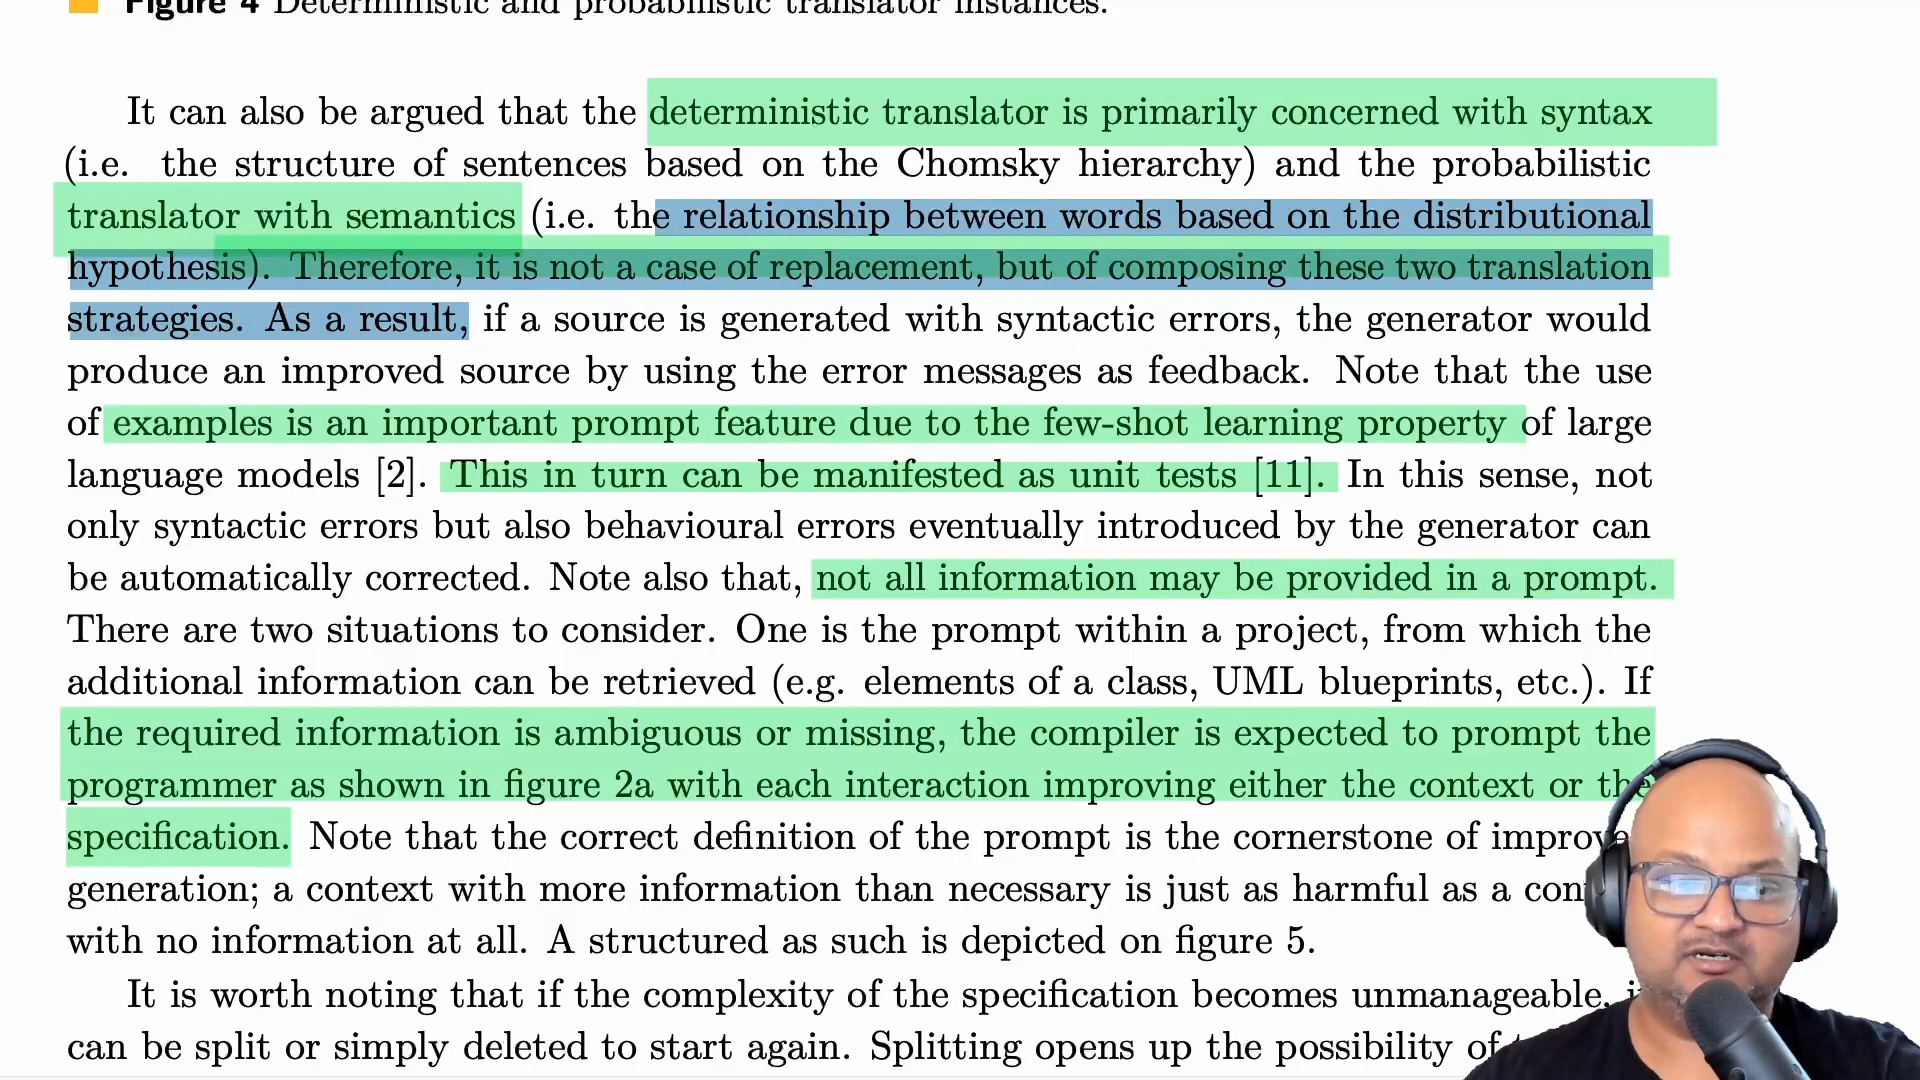 Figure 4 Deterministic and probabilistic translator instances.
It can also be argued that the deterministic translator is primarily concerned with syntax
(i.e. the structure of sentences based on the Chomsky hierarchy) and the probabilistic
translator with semantics (i.e. the relationship between words based on the distributional
hypothesis). Therefore, it is not a case of replacement, but of composing these two translation
strategies. As a result, if a source is generated with syntactic errors, the generator would
produce an improved source by using the error messages as feedback. Note that the use
of examples is an important prompt feature due to the few-shot learning property of large
language models [2]. This in turn can be manifested as unit tests [11]. In this sense, not
only syntactic errors but also behavioural errors eventually introduced by the generator can
be automatically corrected. Note also that, not all information may be provided in a prompt.
There are two situations to consider. One is the prompt within a project, from which the
additional information can be retrieved (e.g. elements of a class, UML blueprints, etc.). If
the required information is ambiguous or missing, the compiler is expected to prompt the
programmer as shown in figure 2a with each interaction improving either the context or the
specification. Note that the correct definition of the prompt is the cornerstone of
generation; a context with more information than necessary is just as harmful as a
with no information at all. A structured as such is depicted on figure 5.
It is worth noting that if the complexity of the specification becomes unmanageable,
can be split or simply deleted to start again. Splitting opens up the possibility of